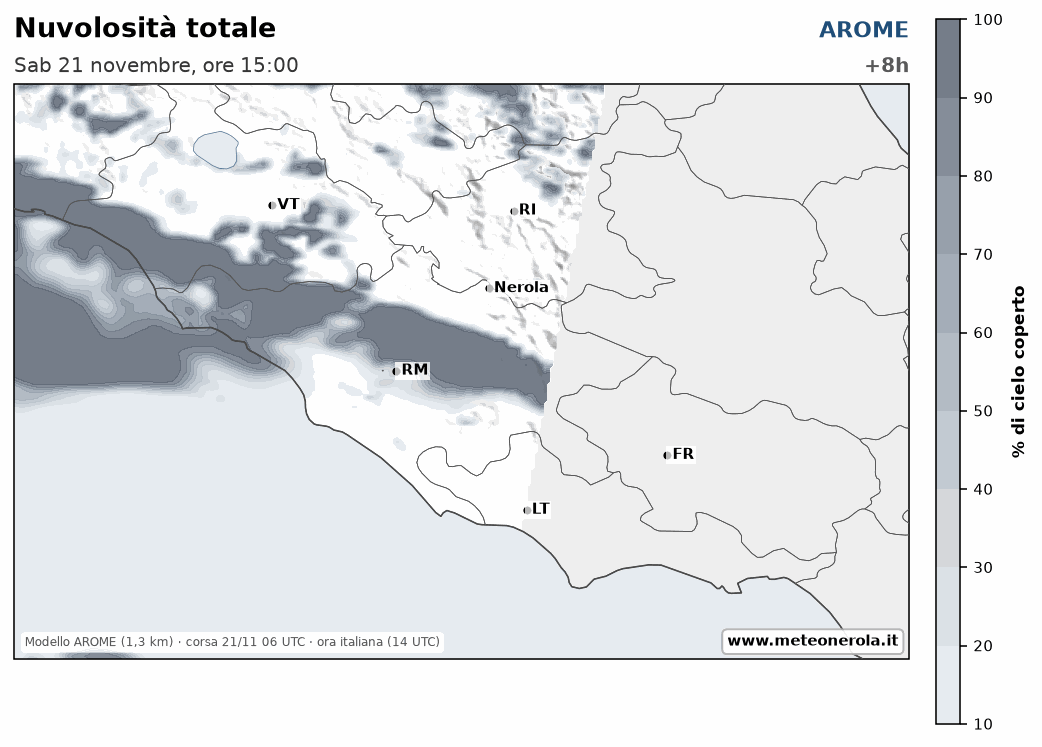 Nuvolosità totale
AROME
Sab 21 novembre, ore 15:00
+8h
VT
RI
Nerola
RM
FR
LT
Modello AROME (1,3 km) · corsa 21/11 06 UTC · ora italiana (14 UTC)
www.meteonerola.it
100
90
80
70
60
50
40
30
20
10
% di cielo coperto